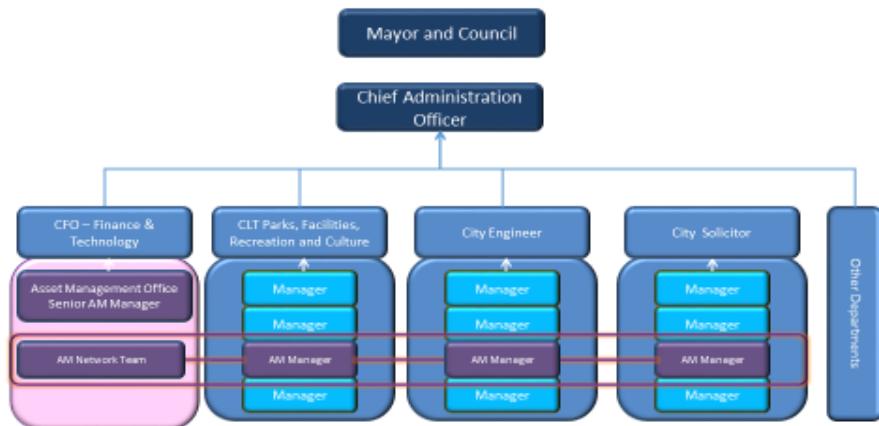 Mayor and Council
Chief Administration
Officer
CFO – Finance &
Technology
CLT Parks, Facilities,
Recreation and Culture
City Engineer
City Solicitor
Other Departments
Asset Management Office
Senior AM Manager
Manager
Manager
Manager
Manager
Manager
Manager
AM Network Team
AM Manager
AM Manager
AM Manager
Manager
Manager
Manager